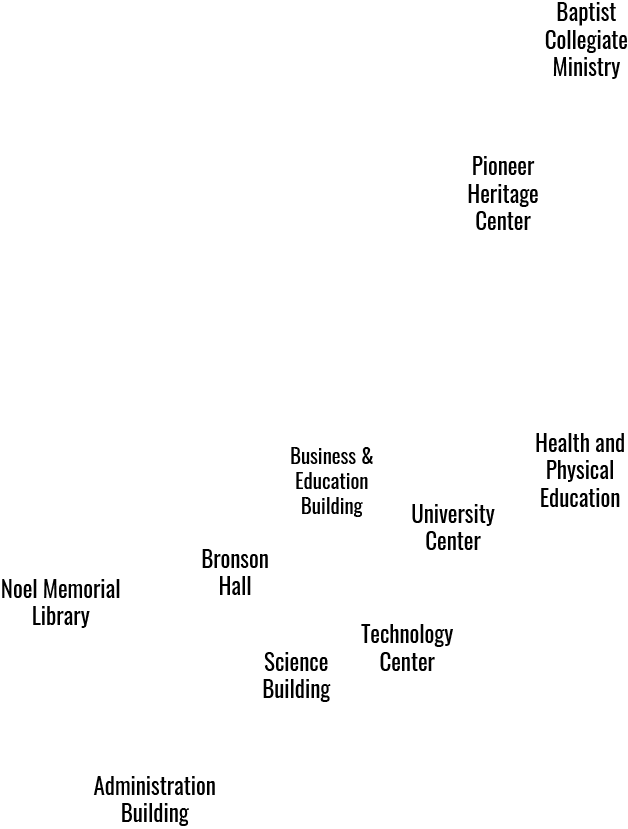 Baptist
Collegiate
Ministry
Pioneer
Heritage
Center
Health and
Physical
Education
Business &
Education
Building
University
Center
Bronson
Hall
Noel Memorial
Library
Technology
Center
Science
Building
Administration
Building